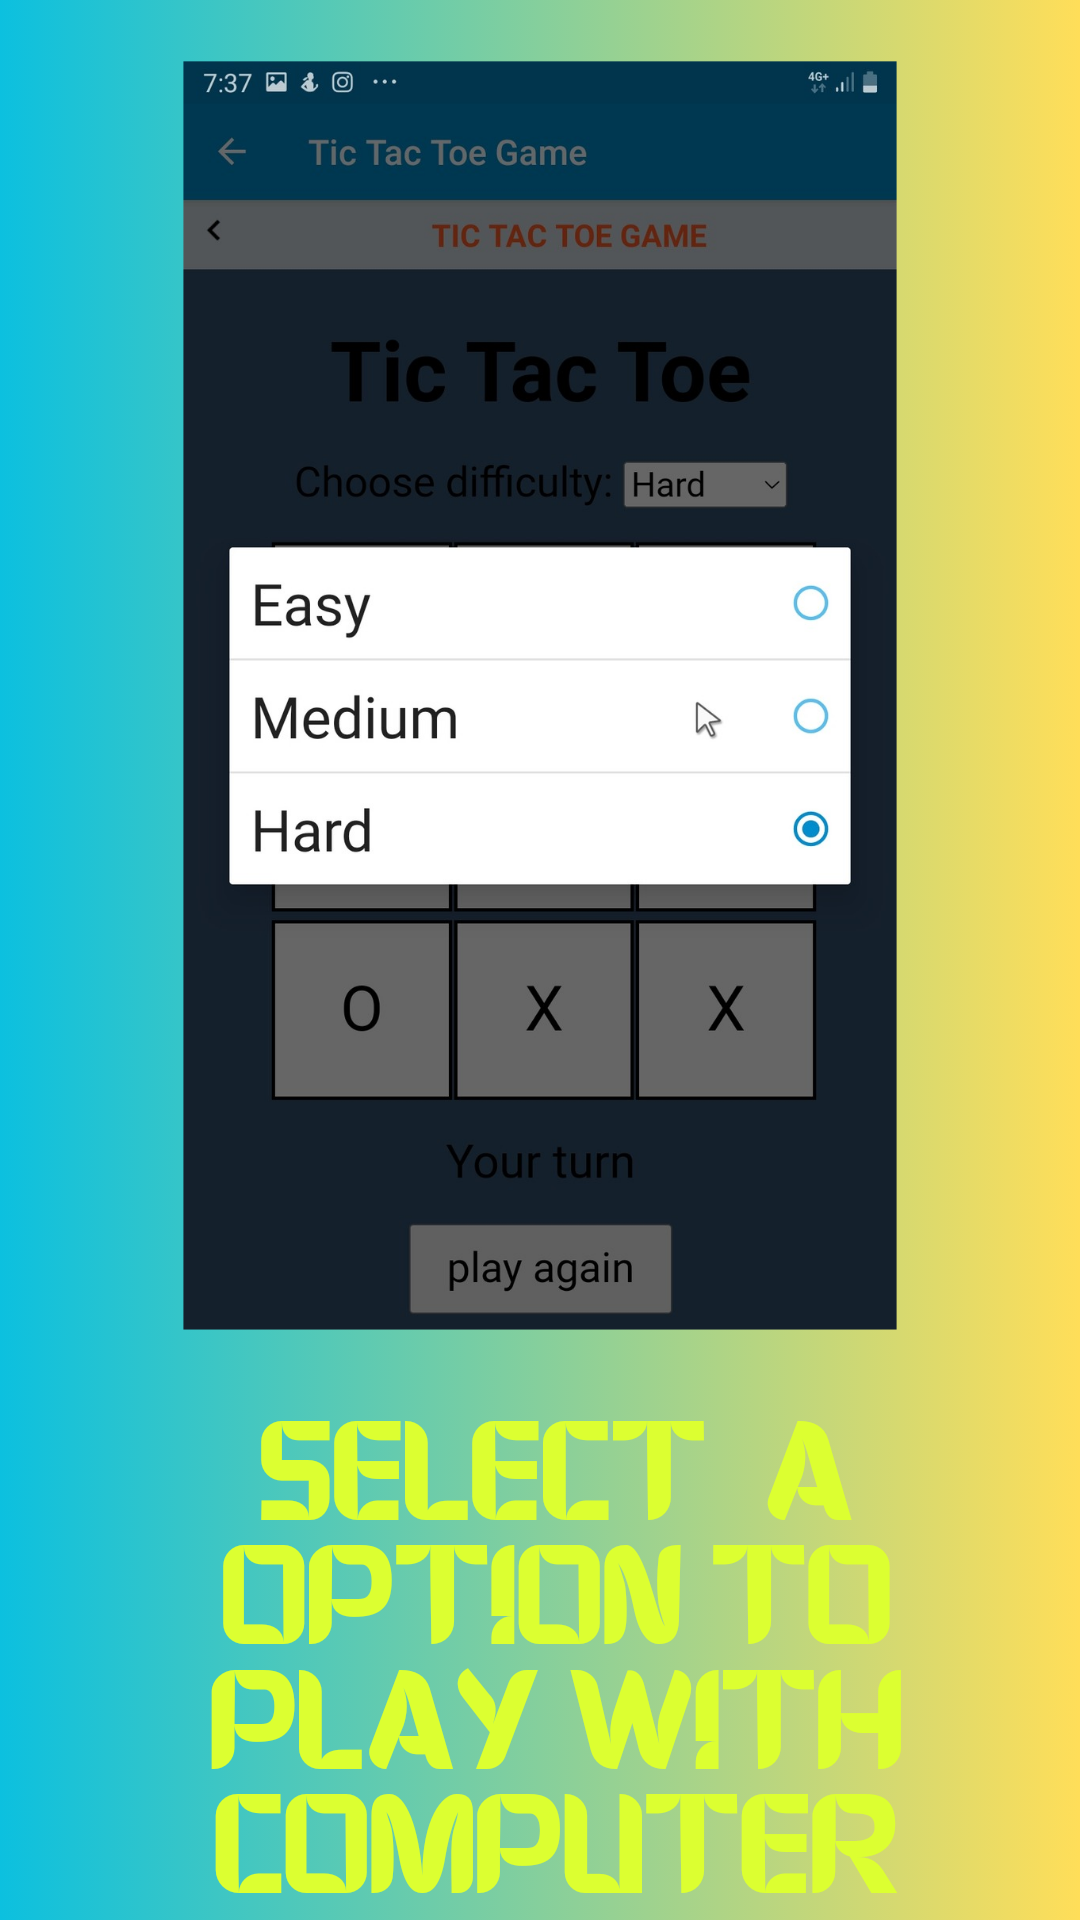 7:37
4G+
Tic Tac Toe Game
TIC TAC TOE GAME
Tic Tac Toe
Choose difficulty: Hard
Easy
Medium
Hard
O X X
Your turn
play again
SELECT A
OPTION TO
PLAY WITH
COMPUTER